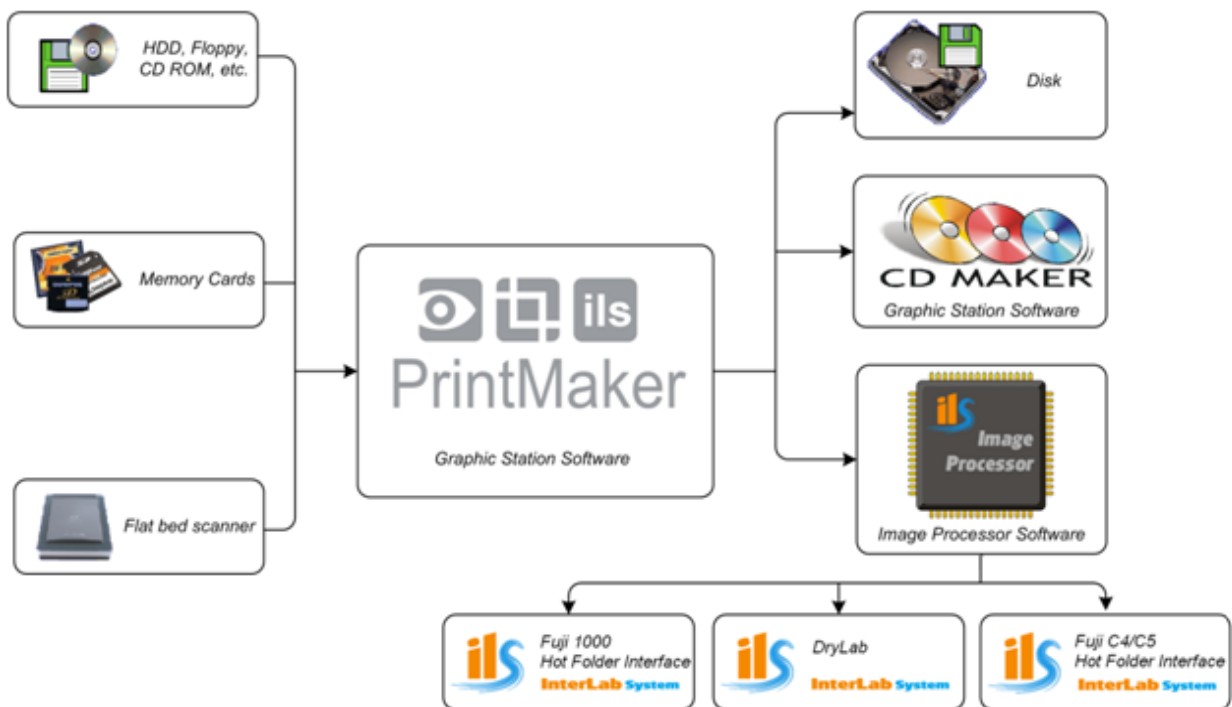 HDD, Floppy,
CD ROM, etc.
Memory Cards
Flat bed scanner
ils
PrintMaker
Graphic Station Software
Disk
CD MAKER
Graphic Station Software
ils
Image
Processor
Image Processor Software
ils
Fuji 1000
Hot Folder Interface
InterLab System
ils
DryLab
InterLab System
ils
Fuji C4/C5
Hot Folder Interface
InterLab System